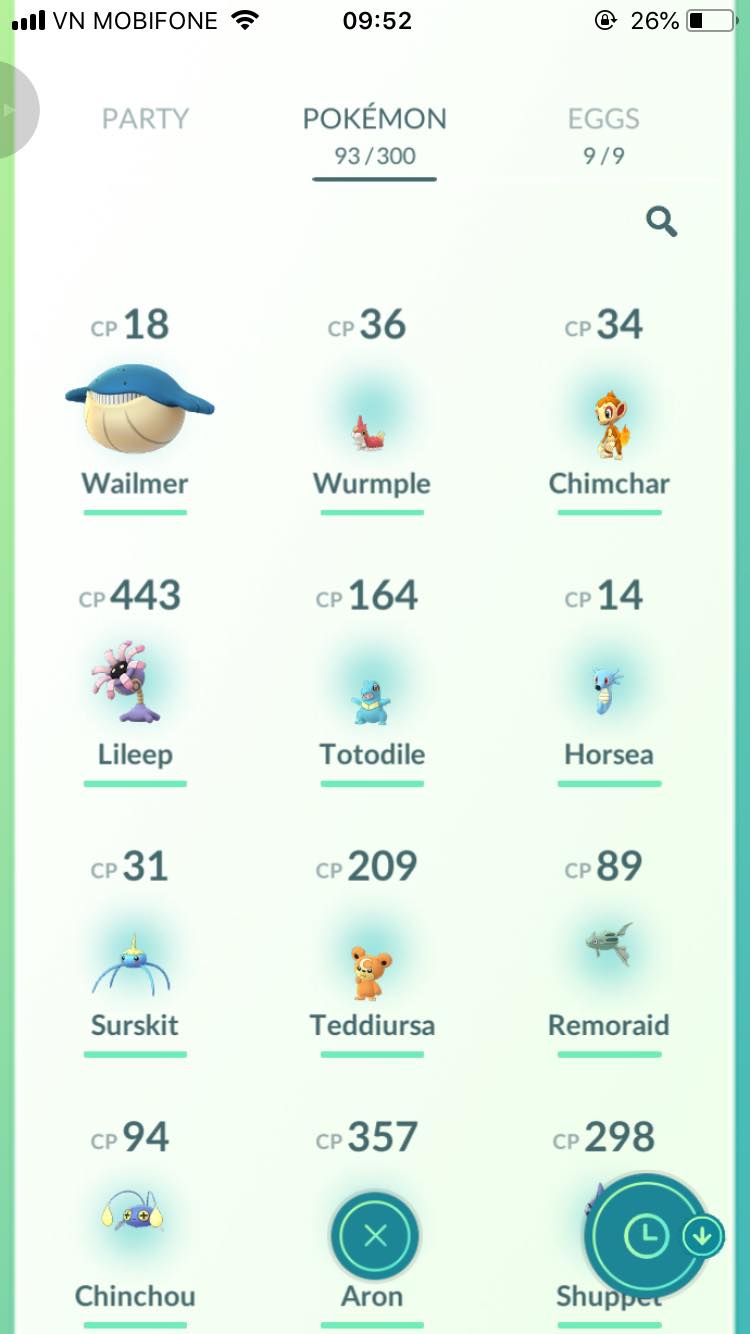 VN MOBIFONE 09:52 26%
PARTY POKÉMON EGGS
93/300 9/9
CP 18 CP 36 CP 34
Wailmer Wurmple Chimchar
CP 443 CP 164 CP 14
Lileep Totodile Horsea
CP 31 CP 209 CP 89
Surskit Teddiursa Remoraid
CP 94 CP 357 CP 298
Chinchou Aron Shuppet